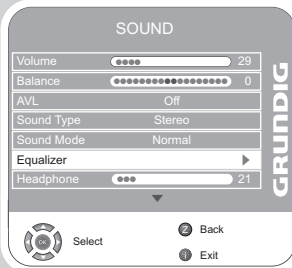 SOUND
Volume 29
Balance 0
AVL Off
Sound Type Stereo
Sound Mode Normal
Equalizer
Headphone 21
GRUNDIG
OK Select
Z Back
i Exit